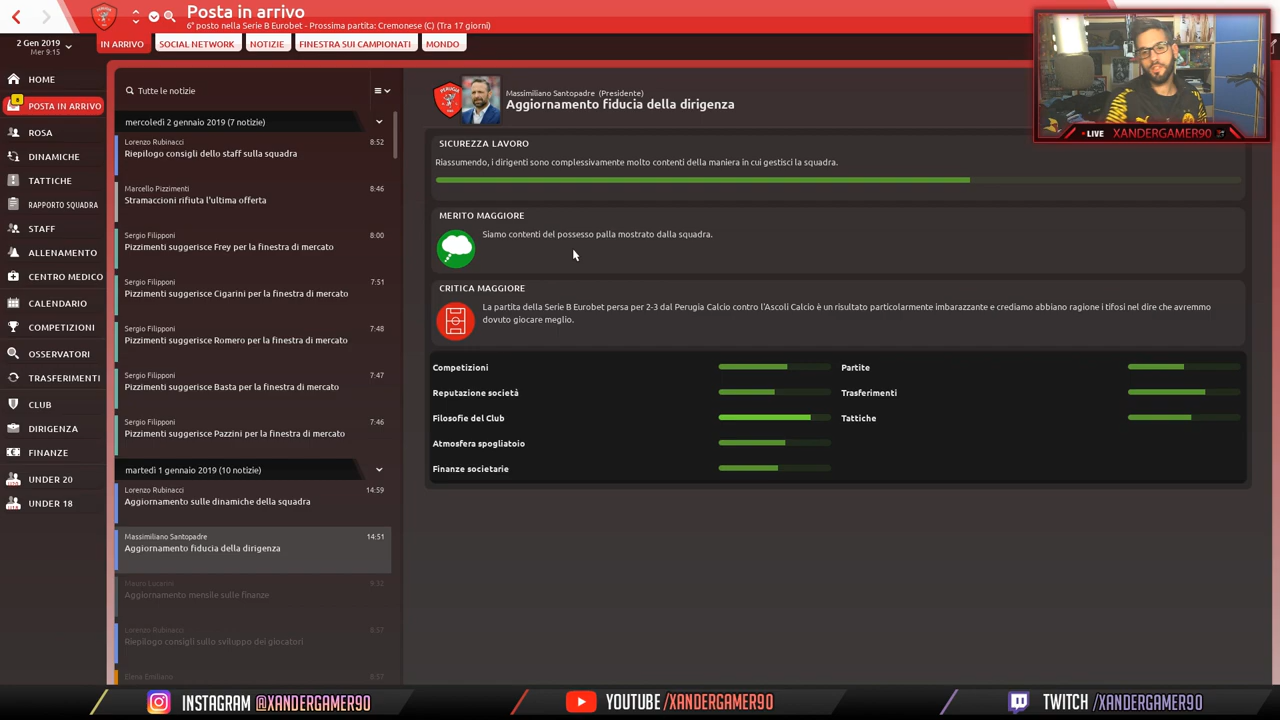 Posta in arrivo
6° posto nella Serie B Eurobet - Prossima partita: Cremonese (C) (Tra 17 giorni)
2 Gen 2019
Mer 9:15
IN ARRIVO
SOCIAL NETWORK
NOTIZIE
FINESTRA SUI CAMPIONATI
MONDO
HOME
POSTA IN ARRIVO
ROSA
DINAMICHE
TATTICHE
RAPPORTO SQUADRA
STAFF
ALLENAMENTO
CENTRO MEDICO
CALENDARIO
COMPETIZIONI
OSSERVATORI
TRASFERIMENTI
CLUB
DIRIGENZA
FINANZE
UNDER 20
UNDER 18
Tutte le notizie
mercoledì 2 gennaio 2019 (7 notizie)
Lorenzo Rubinacci 8:52
Riepilogo consigli dello staff sulla squadra
Marcello Pizzimenti 8:46
Stramaccioni rifiuta l'ultima offerta
Sergio Filipponi 8:00
Pizzimenti suggerisce Frey per la finestra di mercato
Sergio Filipponi 7:51
Pizzimenti suggerisce Cigarini per la finestra di mercato
Sergio Filipponi 7:48
Pizzimenti suggerisce Romero per la finestra di mercato
Sergio Filipponi 7:47
Pizzimenti suggerisce Basta per la finestra di mercato
Sergio Filipponi 7:46
Pizzimenti suggerisce Pazzini per la finestra di mercato
martedì 1 gennaio 2019 (10 notizie)
Lorenzo Rubinacci 14:59
Aggiornamento sulle dinamiche della squadra
Massimiliano Santopadre 14:51
Aggiornamento fiducia della dirigenza
Mauro Lucarini 9:32
Aggiornamento mensile sulle finanze
Lorenzo Rubinacci 8:57
Riepilogo consigli sullo sviluppo dei giocatori
Elena Emiliano 8:57
PERUGIA
Massimiliano Santopadre (Presidente)
Aggiornamento fiducia della dirigenza
SICUREZZA LAVORO
Riassumendo, i dirigenti sono complessivamente molto contenti della maniera in cui gestisci la squadra.
MERITO MAGGIORE
Siamo contenti del possesso palla mostrato dalla squadra.
CRITICA MAGGIORE
La partita della Serie B Eurobet persa per 2-3 dal Perugia Calcio contro l'Ascoli Calcio è un risultato particolarmente imbarazzante e crediamo abbiano ragione i tifosi nel dire che avremmo
dovuto giocare meglio.
Competizioni
Reputazione società
Filosofie del Club
Atmosfera spogliatoio
Finanze societarie
Partite
Trasferimenti
Tattiche
LIVE XANDERGAMER90
INSTAGRAM @XANDERGAMER90
YOUTUBE /XANDERGAMER90
TWITCH /XANDERGAMER90